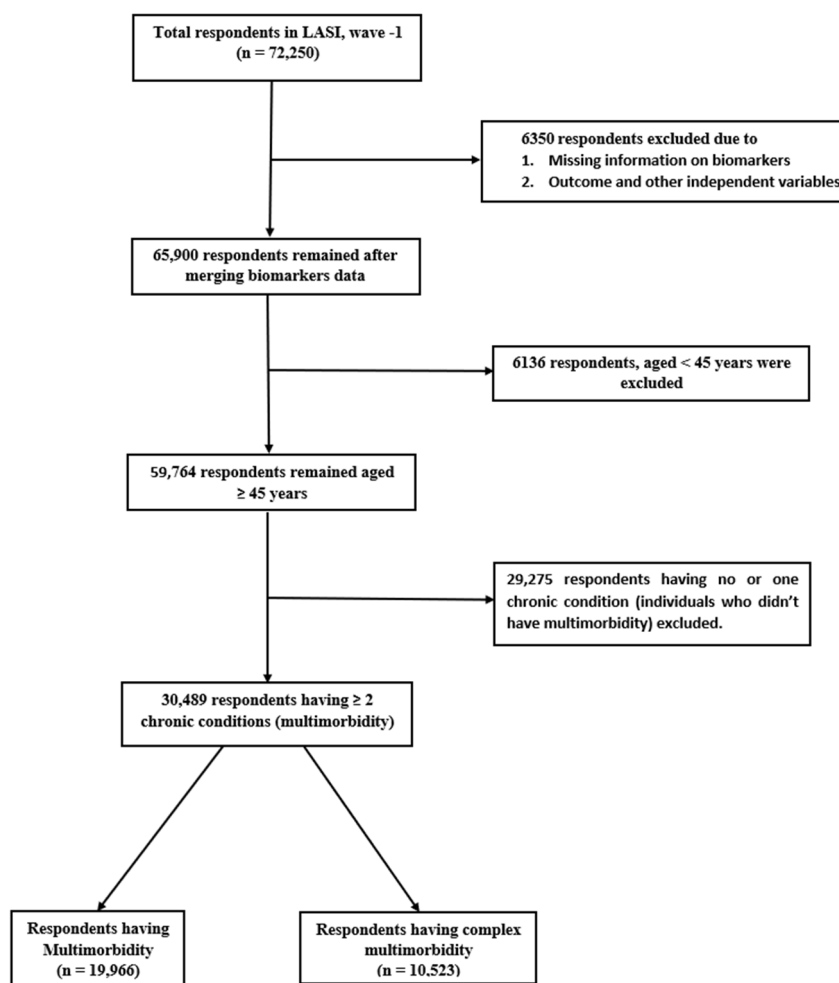 Total respondents in LASI, wave -1
(n = 72,250)
6350 respondents excluded due to
1. Missing information on biomarkers
2. Outcome and other independent variables
65,900 respondents remained after
merging biomarkers data
6136 respondents, aged < 45 years were
excluded
59,764 respondents remained aged
≥ 45 years
29,275 respondents having no or one
chronic condition (individuals who didn't
have multimorbidity) excluded.
30,489 respondents having ≥ 2
chronic conditions (multimorbidity)
Respondents having
Multimorbidity
(n = 19,966)
Respondents having complex
multimorbidity
(n = 10,523)